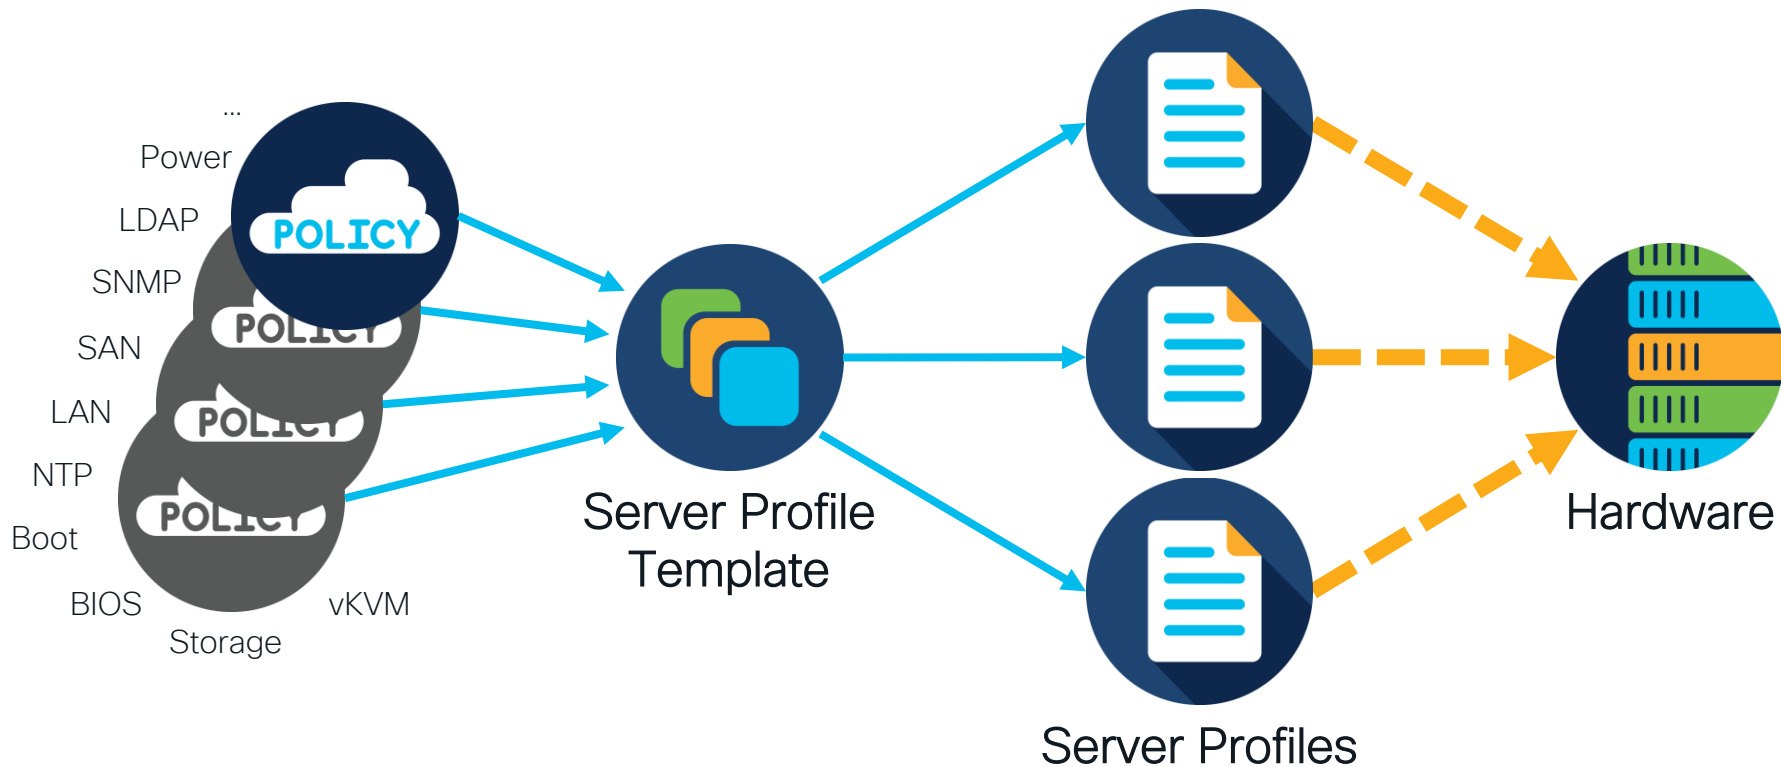 ...
Power
LDAP
SNMP
SAN
LAN
NTP
Boot
BIOS
Storage
vKVM
POLICY
POLICY
POLICY
POLICY
Server Profile
Template
Server Profiles
Hardware